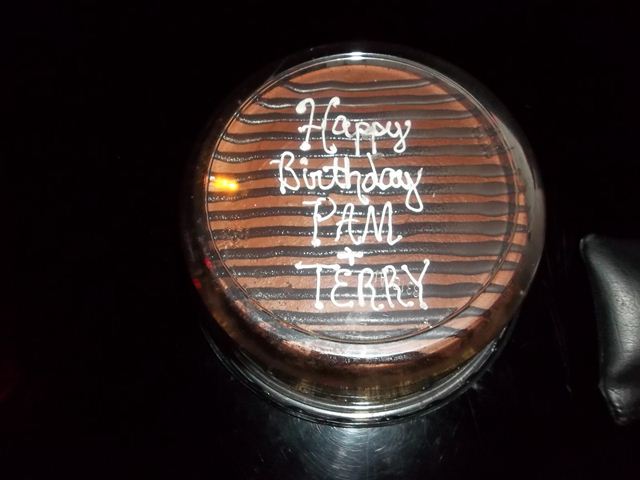 Happy
Birthday
PAM
+
TERRY